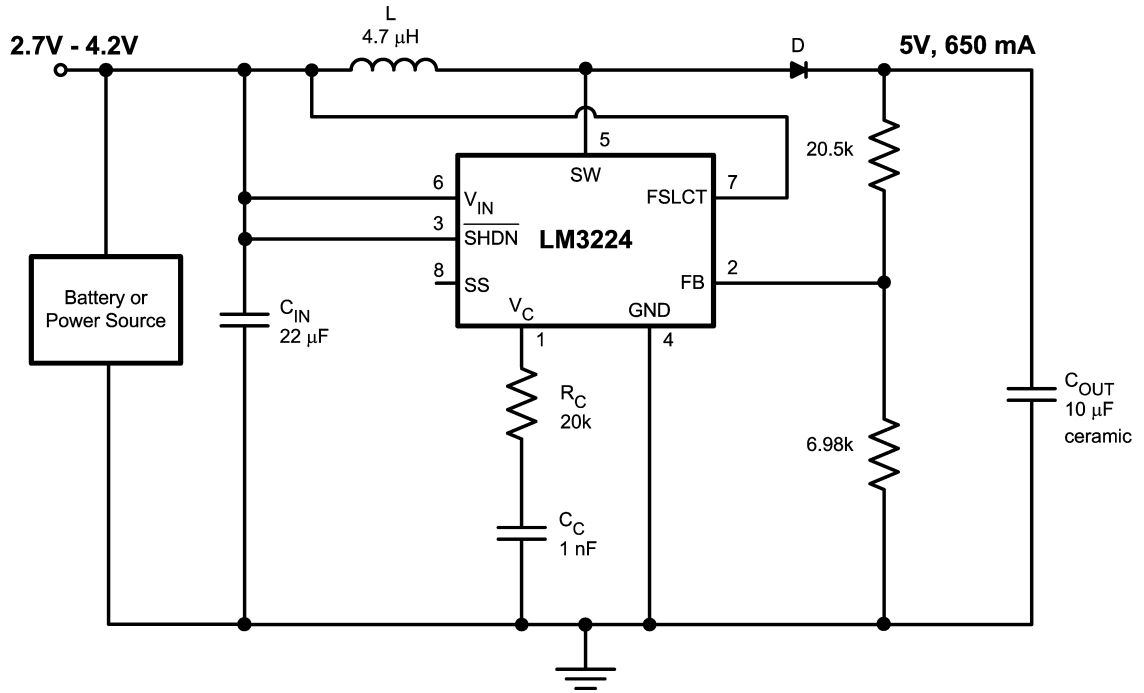 L
4.7 μH
2.7V - 4.2V
D
5V, 650 mA
5
SW
20.5k
6
V_IN
7
FSLCT
3
SHDN
LM3224
8
SS
2
FB
V_C
GND
1
4
Battery or
Power Source
C_IN
22 μF
R_C
20k
C_OUT
10 μF
ceramic
6.98k
C_C
1 nF